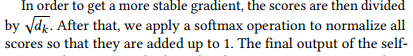 In order to get a more stable gradient, the scores are then divided
by √dₖ. After that, we apply a softmax operation to normalize all
scores so that they are added up to 1. The final output of the self-